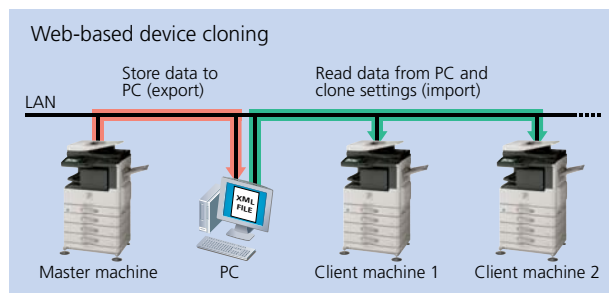 Web-based device cloning
Store data to
PC (export)
Read data from PC and
clone settings (import)
LAN
XML
FILE
Master machine
PC
Client machine 1
Client machine 2